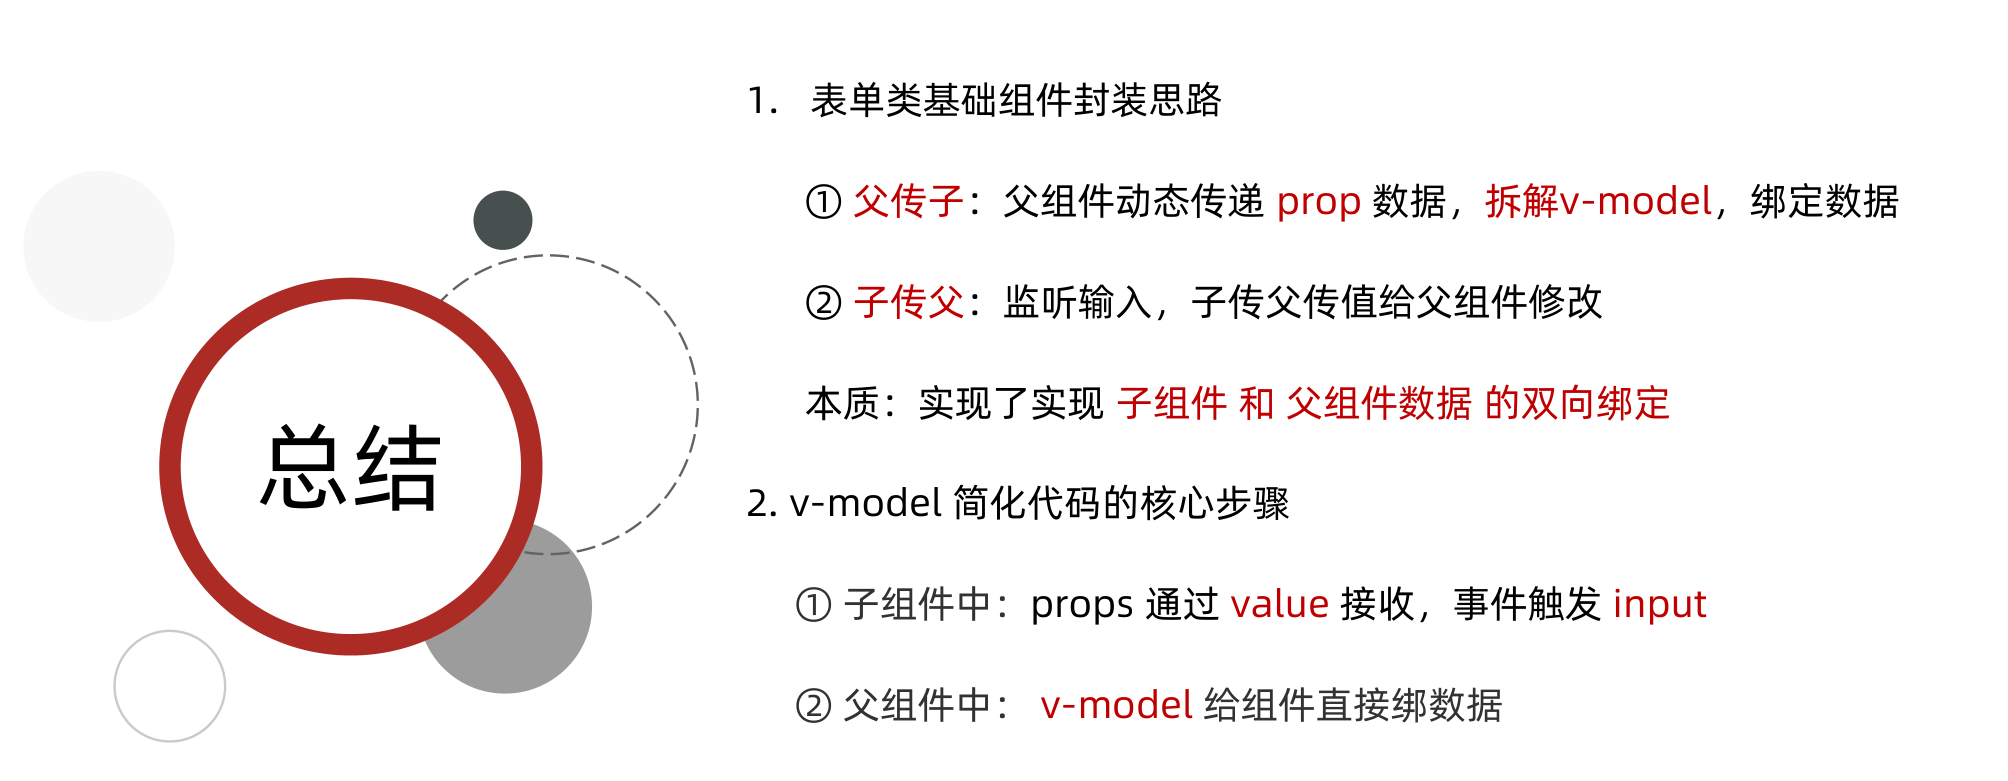 总结
1. 表单类基础组件封装思路
① 父传子：父组件动态传递 prop 数据，拆解v-model，绑定数据
② 子传父：监听输入，子传父传值给父组件修改
本质：实现了实现 子组件 和 父组件数据 的双向绑定
2. v-model 简化代码的核心步骤
① 子组件中：props 通过 value 接收，事件触发 input
② 父组件中： v-model 给组件直接绑数据